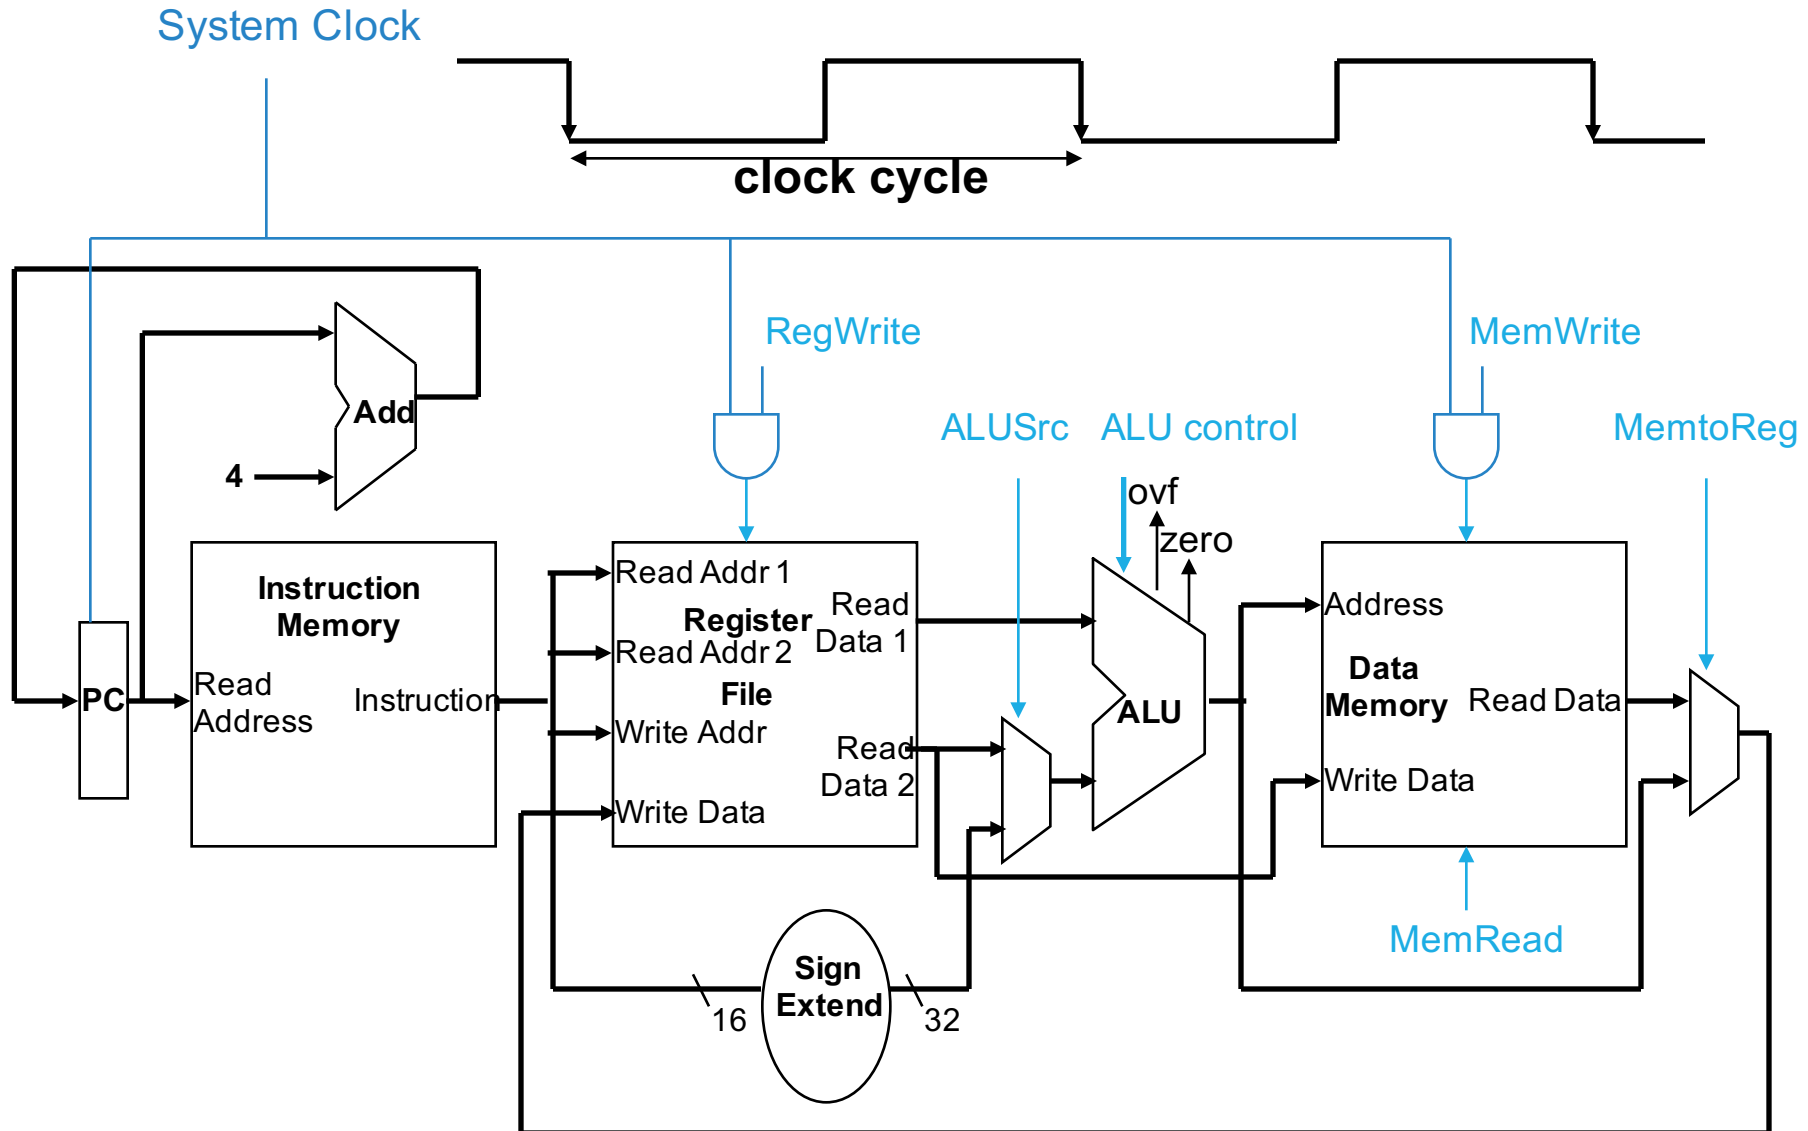 System Clock
clock cycle
RegWrite
MemWrite
ALUSrc
ALU control
MemtoReg
Add
4
ovf
zero
Instruction
Memory
Read
Address
Instruction
PC
Read Addr 1
Register
Read Addr 2
File
Write Addr
Write Data
Read
Data 1
Read
Data 2
ALU
Address
Data
Memory
Read Data
Write Data
MemRead
Sign
Extend
16
32